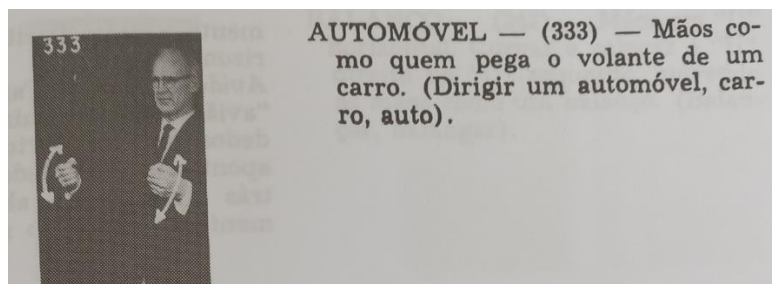 333
AUTOMÓVEL — (333) — Mãos co-
mo quem pega o volante de um
carro. (Dirigir um automóvel, car-
ro, auto).